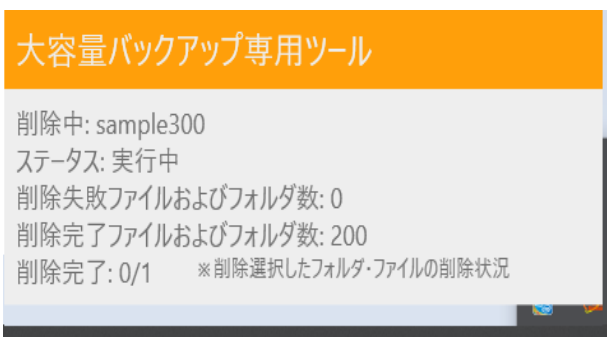 大容量バックアップ専用ツール
削除中: sample300
ステータス: 実行中
削除失敗ファイルおよびフォルダ数: 0
削除完了ファイルおよびフォルダ数: 200
削除完了: 0/1 ※削除選択したフォルダ・ファイルの削除状況